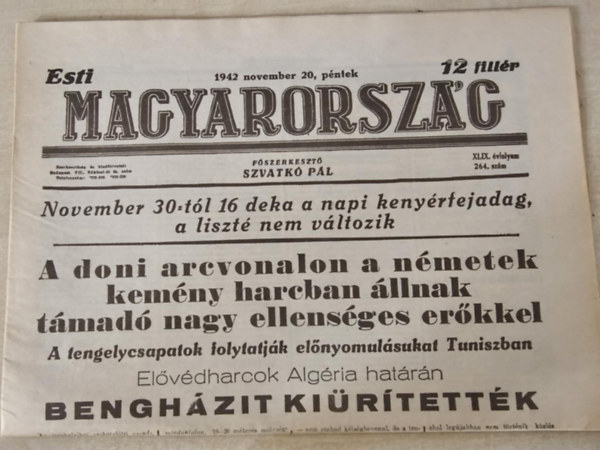 Esti
1942 november 20, péntek
12 fillér
MAGYARORSZÁG
FŐSZERKESZTŐ
SZVATKÓ PÁL
XLIX. évfolyam
264. szám
November 30-tól 16 deka a napi kenyérfejadag,
a liszté nem változik
A doni arcvonalon a németek
kemény harcban állnak
támadó nagy ellenséges erőkkel
A tengelycsapatok folytatják előnyomulásukat Tuniszban
Elővédharcok Algéria határán
BENGHÁZIT KIÜRÍTETTÉK